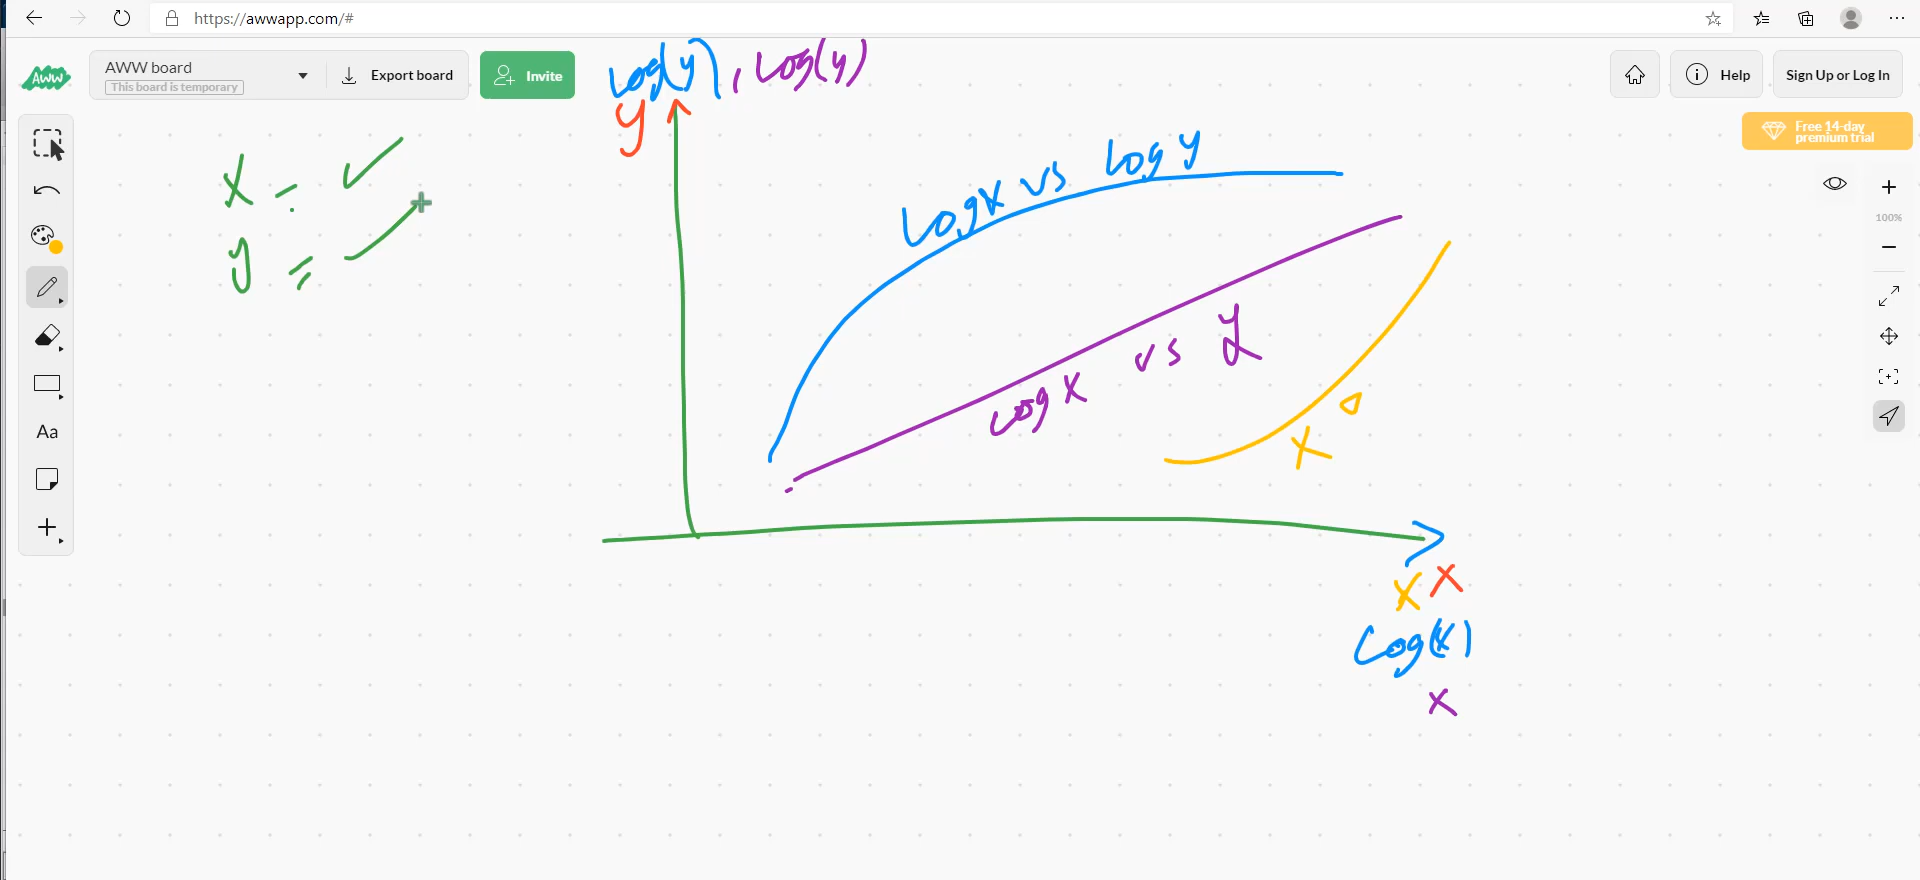 https://awwapp.com/#
AWW
AWW board
This board is temporary
Export board
Invite
Help
Sign Up or Log In
Free 14-day
premium trial
Log(y), Log(y)
y
x =
y =
Log x vs Log y
Log x vs y
x
100%
Aa
x x
Log(x)
x